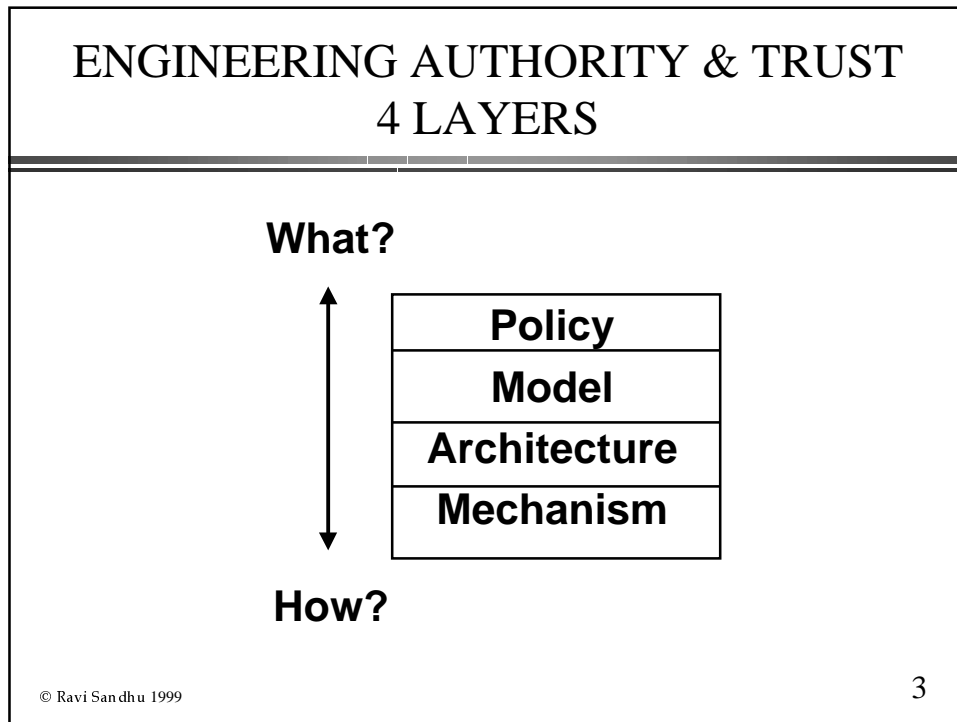 ENGINEERING AUTHORITY & TRUST
4 LAYERS
What?
Policy
Model
Architecture
Mechanism
How?
© Ravi Sandhu 1999
3